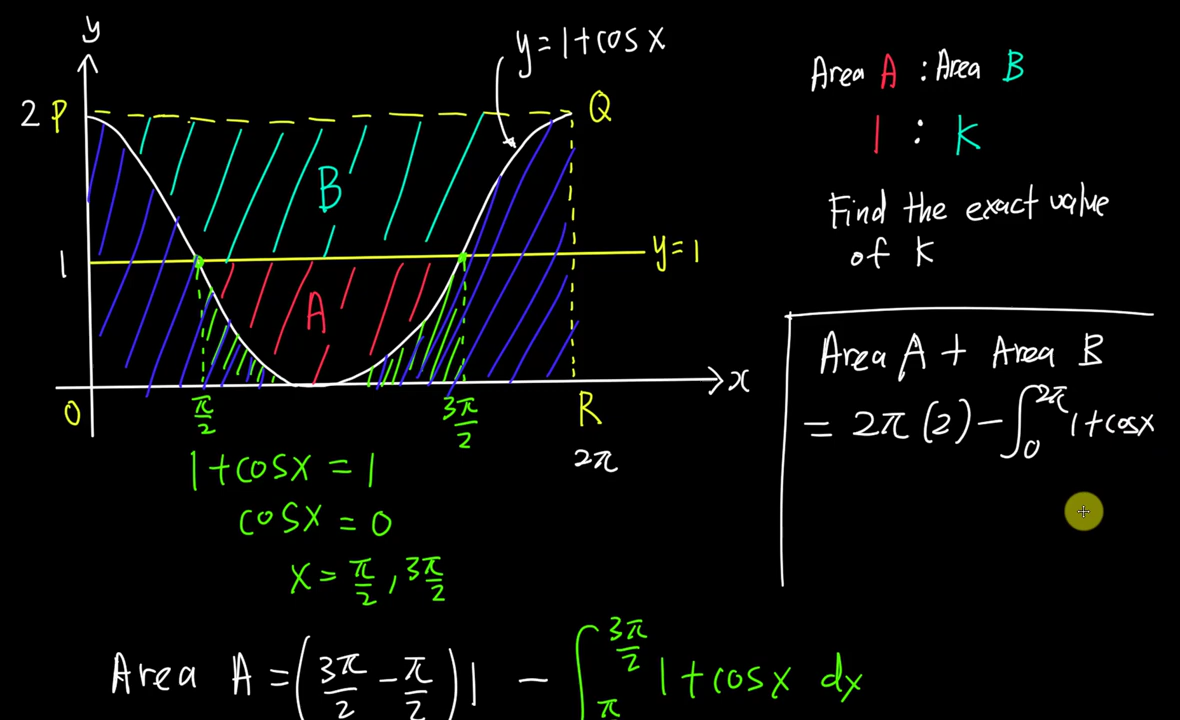 y
y = 1 + cos x
2 P
Q
B
1
y = 1
A
x
O
π/2
3π/2
R
2π
1 + cos x = 1
cos x = 0
x = π/2 , 3π/2
Area A = (3π/2 − π/2) 1 − ∫ π 3π/2 1 + cos x dx
Area A : Area B
1 : K
Find the exact value
of K
Area A + Area B
= 2π (2) − ∫ 0 2π 1 + cos x